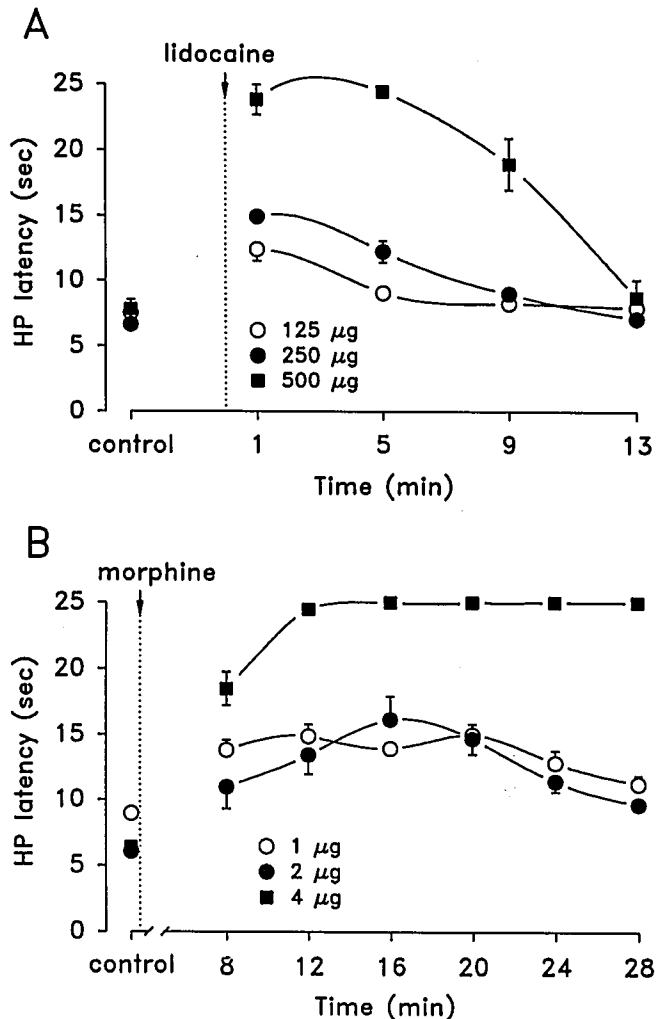 A
lidocaine
25
20
15
10
5
0
HP latency (sec)
125 μg
250 μg
500 μg
control
1
5
9
13
Time (min)
B
morphine
25
20
15
10
5
0
HP latency (sec)
1 μg
2 μg
4 μg
control
8
12
16
20
24
28
Time (min)